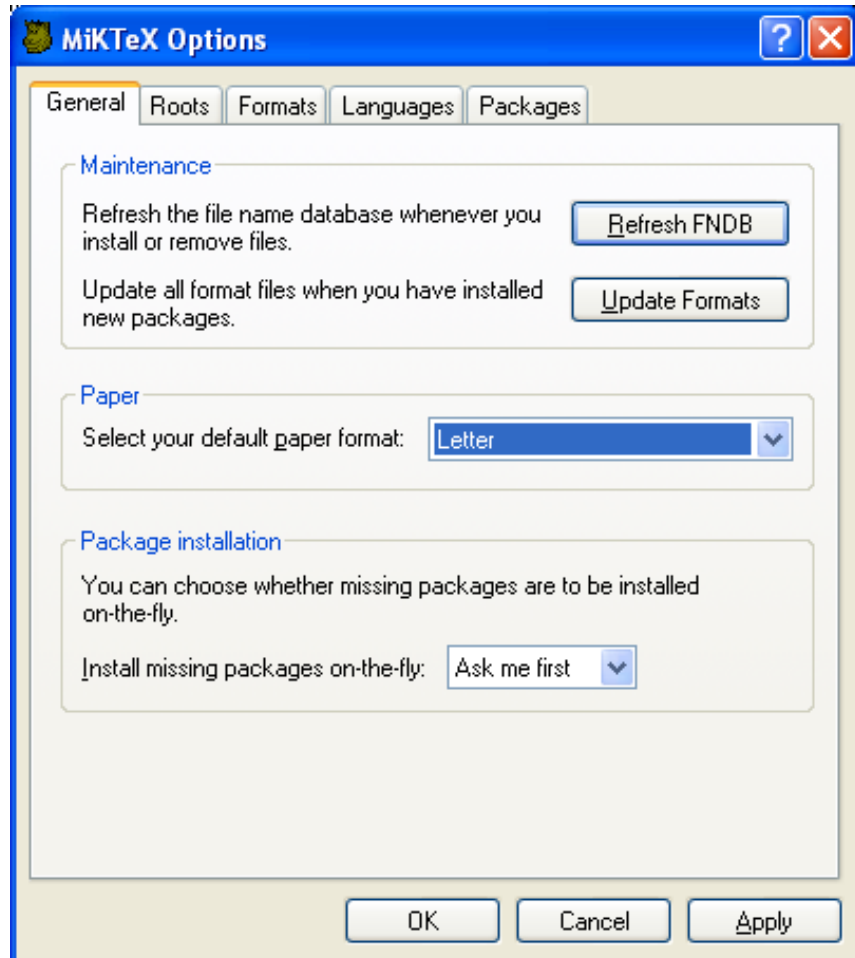 MiKTeX Options
General Roots Formats Languages Packages
Maintenance
Refresh the file name database whenever you
install or remove files.
Refresh FNDB
Update all format files when you have installed
new packages.
Update Formats
Paper
Select your default paper format: Letter
Package installation
You can choose whether missing packages are to be installed
on-the-fly.
Install missing packages on-the-fly: Ask me first
OK Cancel Apply